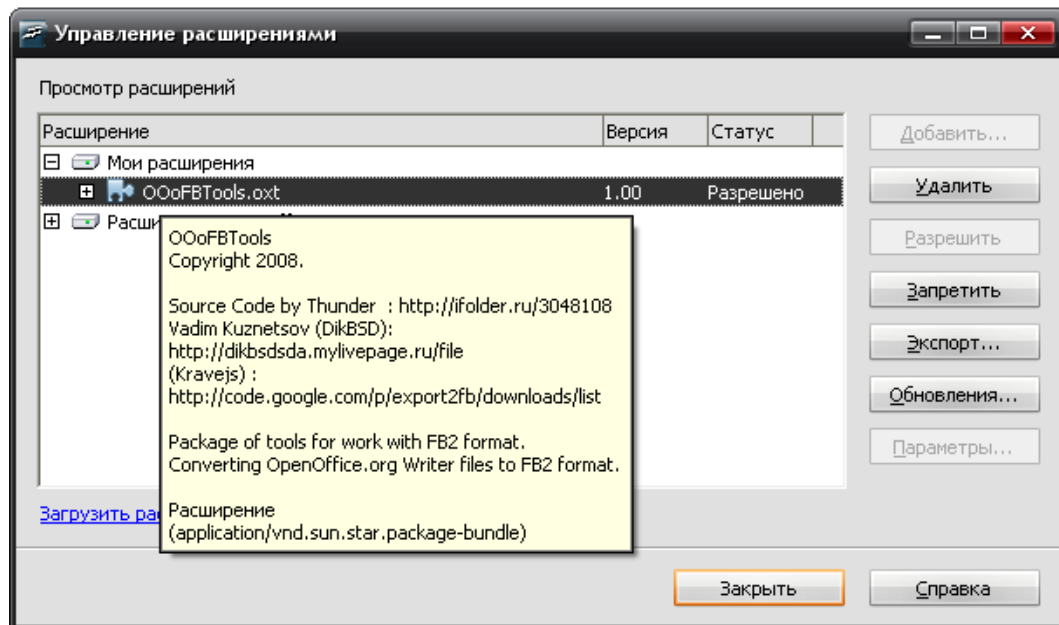 Управление расширениями
Просмотр расширений
Расширение Версия Статус
Мои расширения
OOoFBTools.oxt 1.00 Разрешено
OOoFBTools
Copyright 2008.
Source Code by Thunder : http://ifolder.ru/3048108
Vadim Kuznetsov (DikBSD):
http://dikbsdsda.mylivepage.ru/file
(Kravejs) :
http://code.google.com/p/export2fb/downloads/list
Package of tools for work with FB2 format.
Converting OpenOffice.org Writer files to FB2 format.
Расширение
(application/vnd.sun.star.package-bundle)
Загрузить
Добавить...
Удалить
Разрешить
Запретить
Экспорт...
Обновления...
Параметры...
Закрыть
Справка